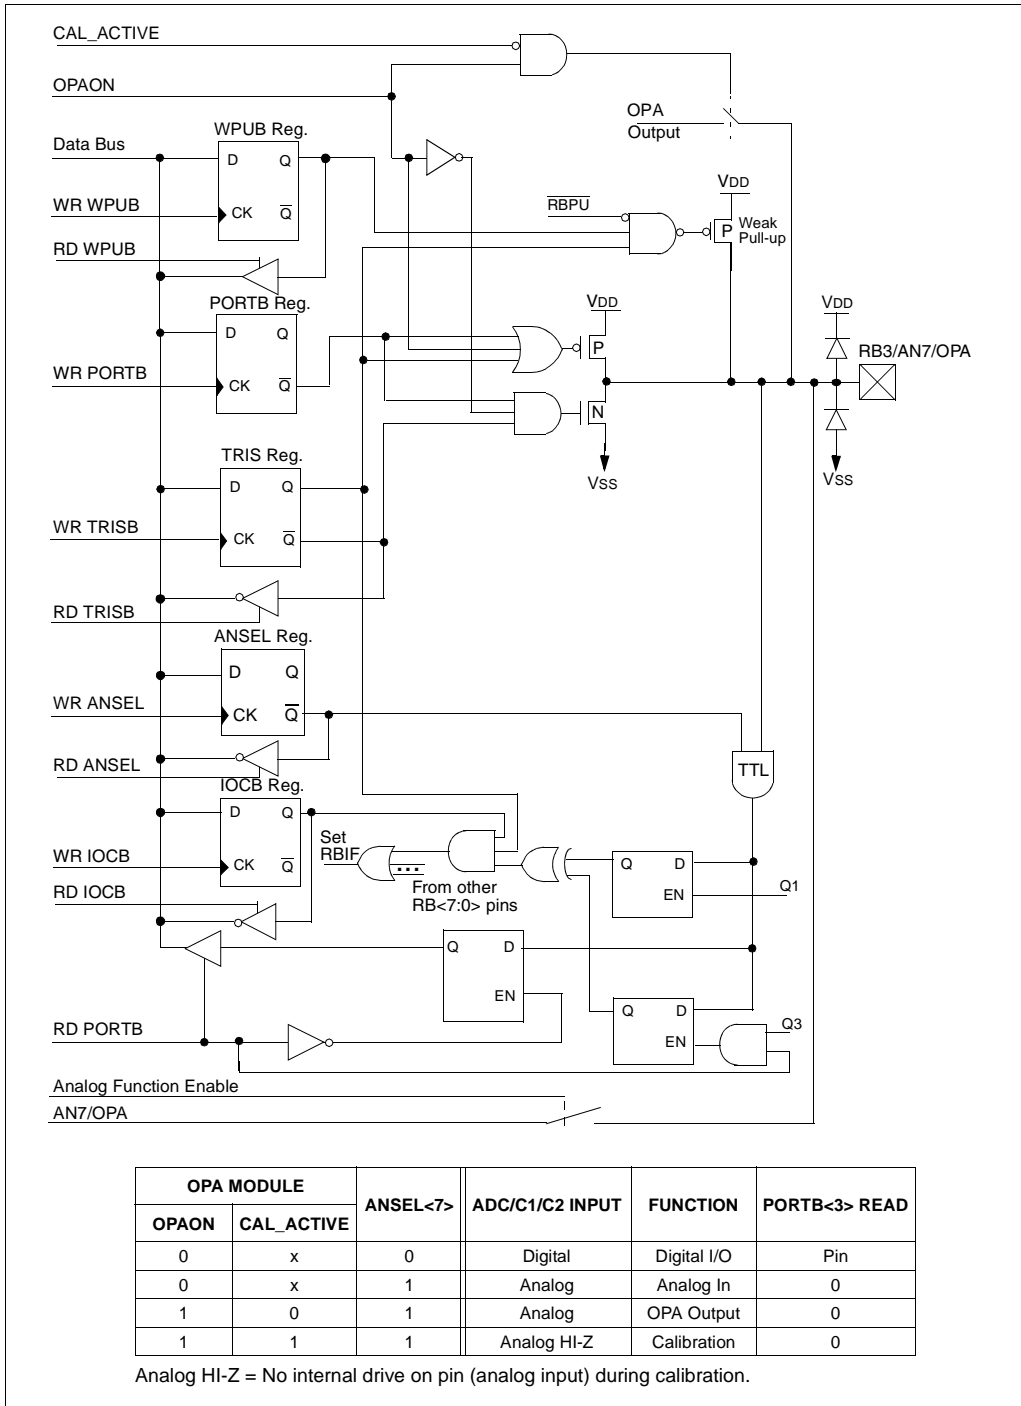 CAL_ACTIVE
OPAON
OPA
Output
WPUB Reg.
Data Bus
D Q
VDD
WR WPUB
CK Q̅
R̅B̅P̅U̅
P
Weak
Pull-up
RD WPUB
PORTB Reg.
VDD
VDD
D Q
P
RB3/AN7/OPA
WR PORTB
CK Q̅
N
TRIS Reg.
VSS
VSS
D Q
WR TRISB
CK Q̅
RD TRISB
ANSEL Reg.
D Q
WR ANSEL
CK Q̅
RD ANSEL
TTL
IOCB Reg.
D Q
Set
RBIF
WR IOCB
CK Q̅
...
From other
RB<7:0> pins
Q D
EN
Q1
RD IOCB
Q D
EN
Q D
EN
Q3
RD PORTB
Analog Function Enable
AN7/OPA
OPA MODULE ANSEL<7> ADC/C1/C2 INPUT FUNCTION PORTB<3> READ
OPAON CAL_ACTIVE
0 x 0 Digital Digital I/O Pin
0 x 1 Analog Analog In 0
1 0 1 Analog OPA Output 0
1 1 1 Analog HI-Z Calibration 0
Analog HI-Z = No internal drive on pin (analog input) during calibration.